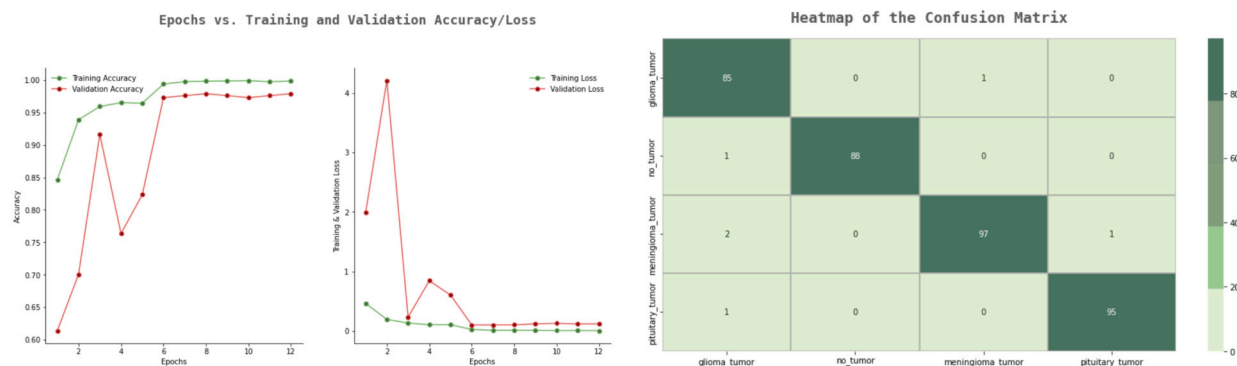 Epochs vs. Training and Validation Accuracy/Loss
Training Accuracy
Validation Accuracy
1.00
0.95
0.90
0.85
0.80
0.75
0.70
0.65
0.60
Accuracy
2 4 6 8 10 12
Epochs
Training Loss
Validation Loss
4
3
2
1
0
Training & Validation Loss
2 4 6 8 10 12
Epochs
Heatmap of the Confusion Matrix
glioma_tumor 85 0 1 0
no_tumor 1 88 0 0
meningioma_tumor 2 0 97 1
pituitary_tumor 1 0 0 95
glioma_tumor no_tumor meningioma_tumor pituitary_tumor
80
60
40
20
0